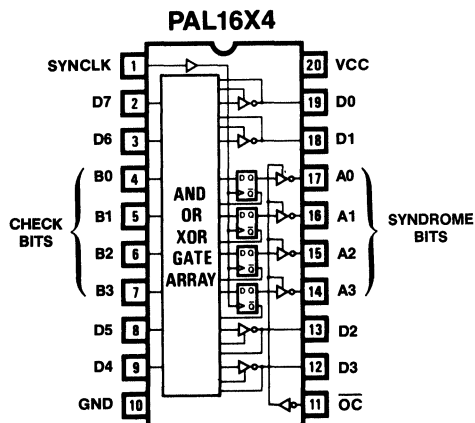 PAL16X4
SYNCLK 1 20 VCC
D7 2 19 D0
D6 3 18 D1
B0 4 D Q Q̅ 17 A0
B1 5 D Q Q̅ 16 A1
B2 6 D Q Q̅ 15 A2
B3 7 D Q Q̅ 14 A3
CHECK
BITS
AND
OR
XOR
GATE
ARRAY
SYNDROME
BITS
D5 8 13 D2
D4 9 12 D3
GND 10 11 O̅C̅